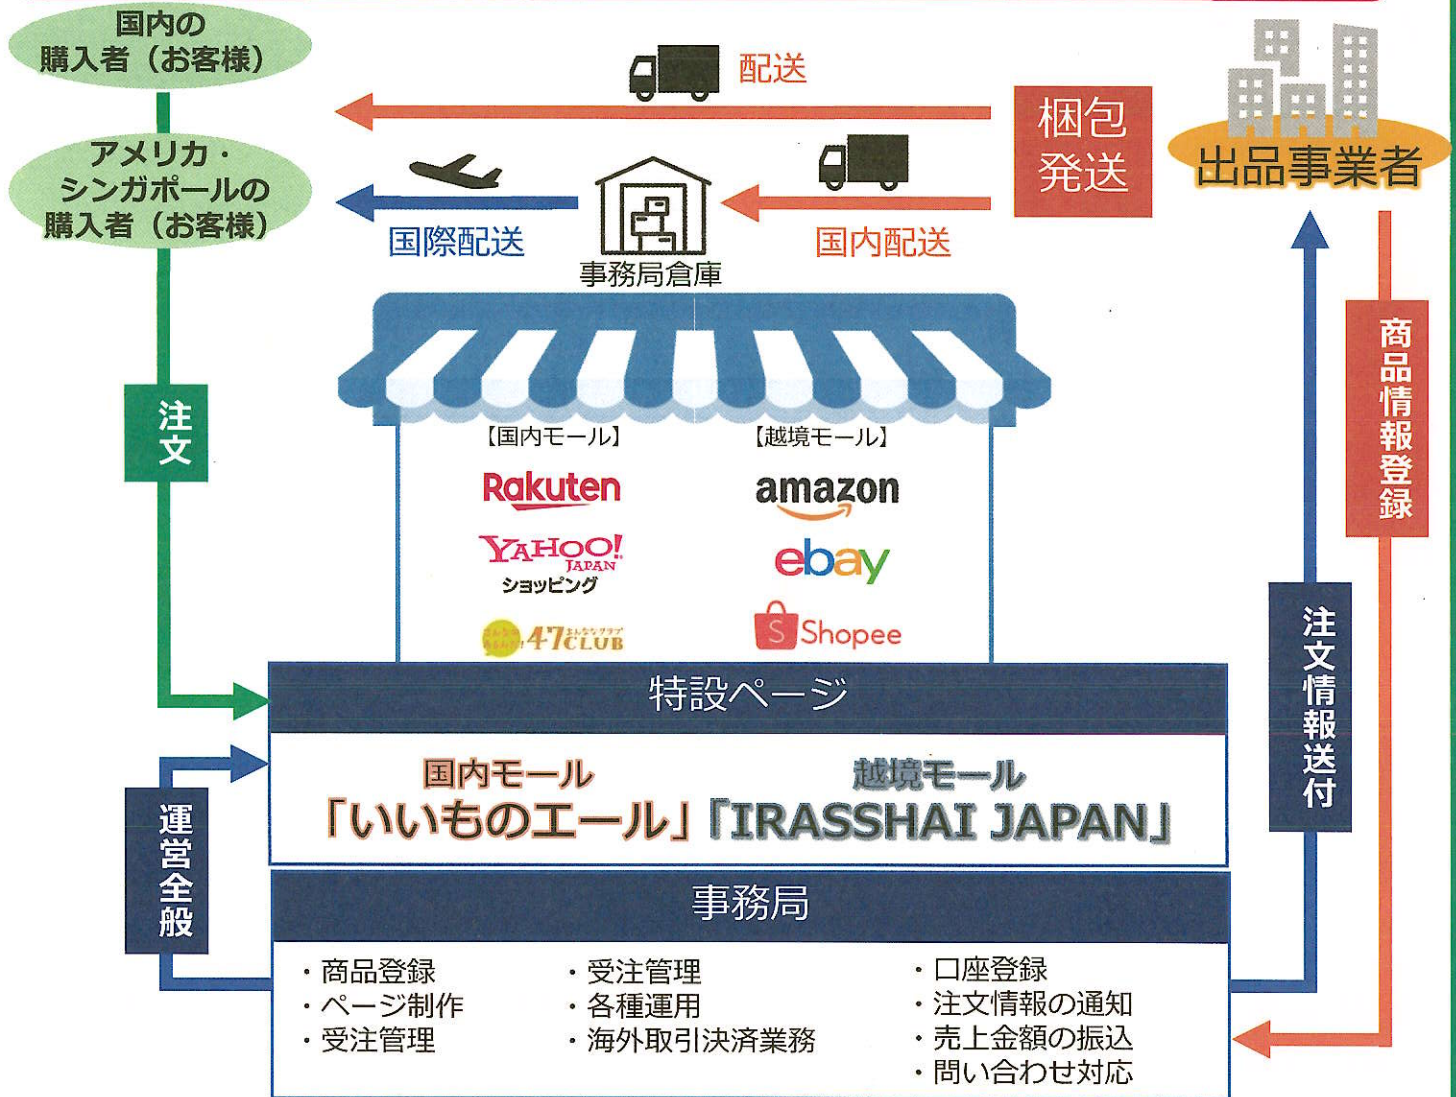 国内の
購入者（お客様）
アメリカ・
シンガポールの
購入者（お客様）
配送
梱包
発送
出品事業者
国際配送
事務局倉庫
国内配送
注文
商品情報登録
【国内モール】
【越境モール】
Rakuten
amazon
YAHOO!
JAPAN
ショッピング
ebay
47CLUB
S Shopee
注文情報送付
特設ページ
国内モール
「いいものエール」
越境モール
「IRASSHAI JAPAN」
運営全般
事務局
・商品登録
・ページ制作
・受注管理
・受注管理
・各種運用
・海外取引決済業務
・口座登録
・注文情報の通知
・売上金額の振込
・問い合わせ対応